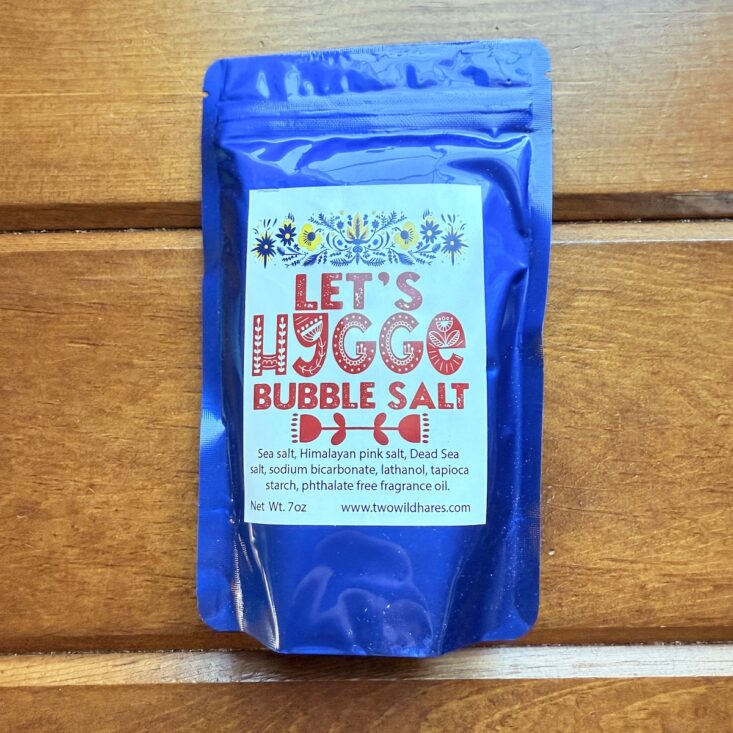 LET'S
HYGGE
BUBBLE SALT
Sea salt, Himalayan pink salt, Dead Sea
salt, sodium bicarbonate, lathanol, tapioca
starch, phthalate free fragrance oil.
Net Wt. 7oz www.twowildhares.com